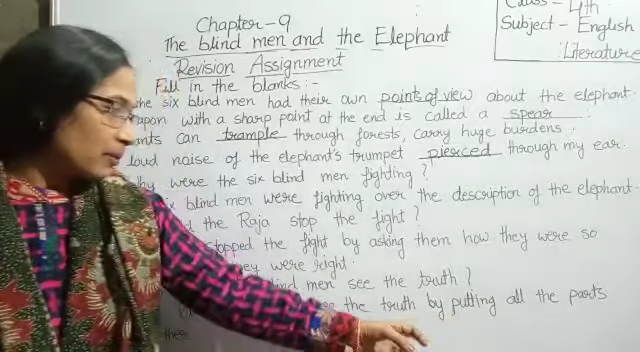 Chapter-9
Class - 4th
The blind men and the Elephant
Subject - English
Literature
Revision Assignment
Fill in the blanks:-
the six blind men had their own points of view about the elephant.
apon with a sharp point at the end is called a spear.
ants can trample through forests, carry huge burdens.
loud noise of the elephant's trumpet pierced through my ear.
hy were the six blind men fighting?
x blind men were fighting over the description of the elephant.
d the Raja stop the fight?
stopped the fight by asking them how they were so
they were right.
ind men see the truth?
the truth by putting all the parts